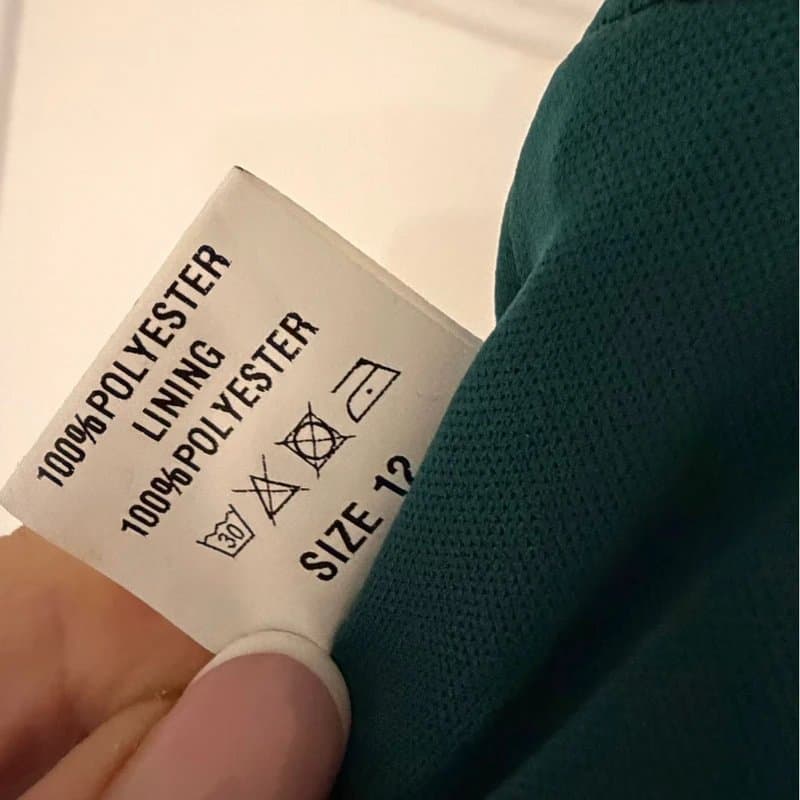 100%POLYESTER
LINING
100%POLYESTER
30
SIZE 12